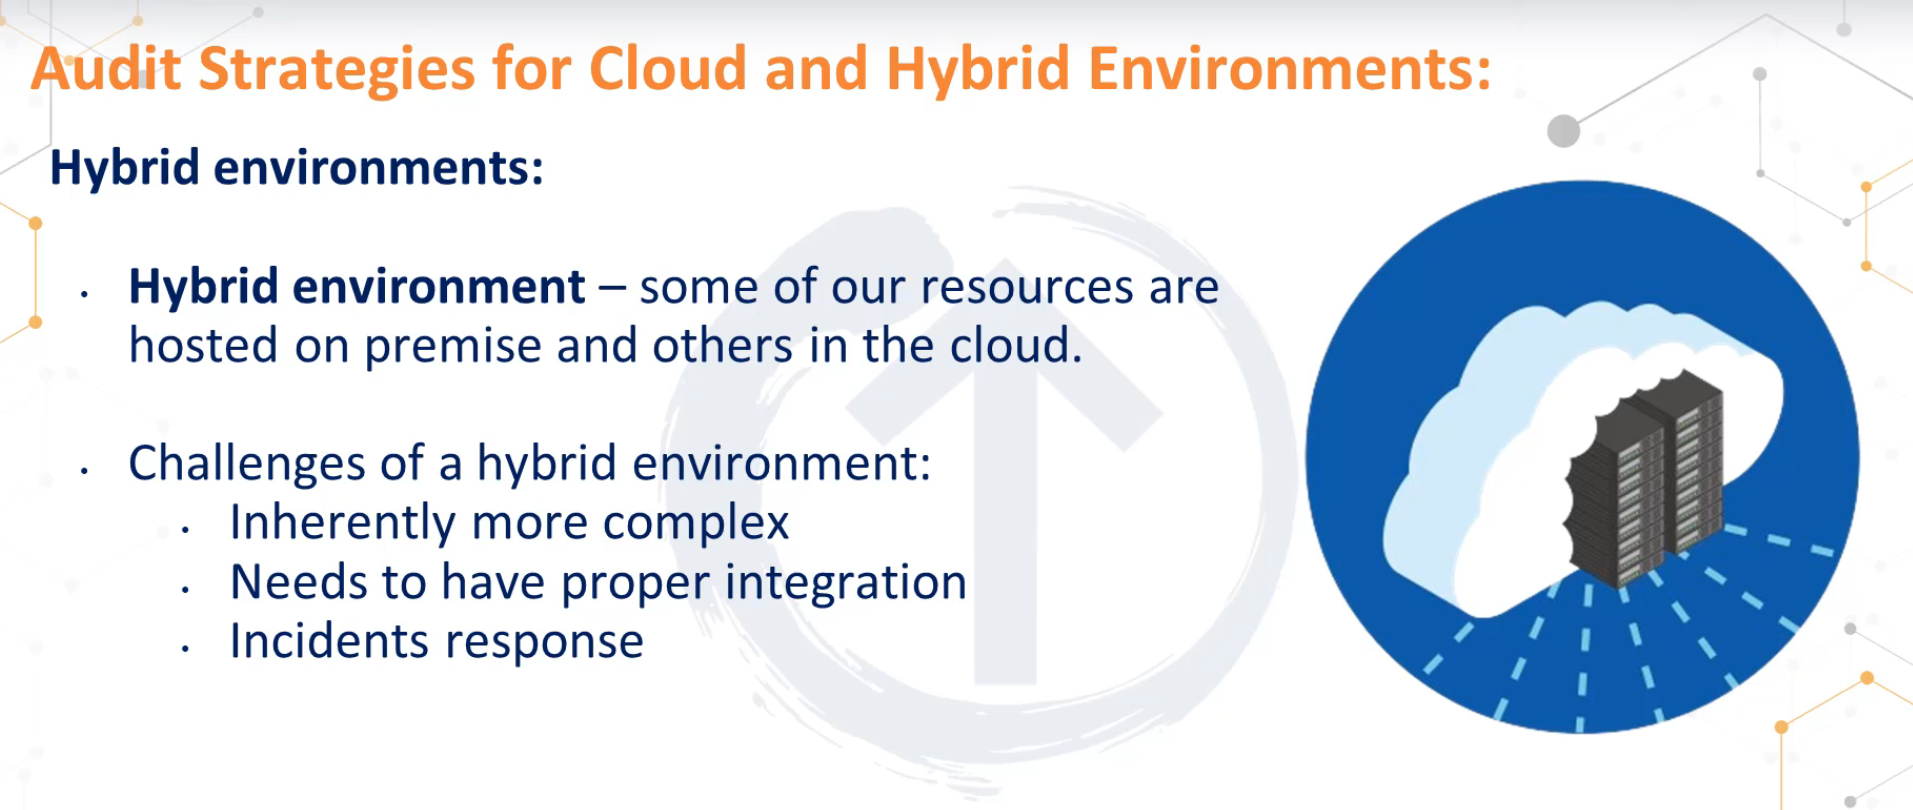 Audit Strategies for Cloud and Hybrid Environments:
Hybrid environments:
• Hybrid environment – some of our resources are
hosted on premise and others in the cloud.
• Challenges of a hybrid environment:
• Inherently more complex
• Needs to have proper integration
• Incidents response